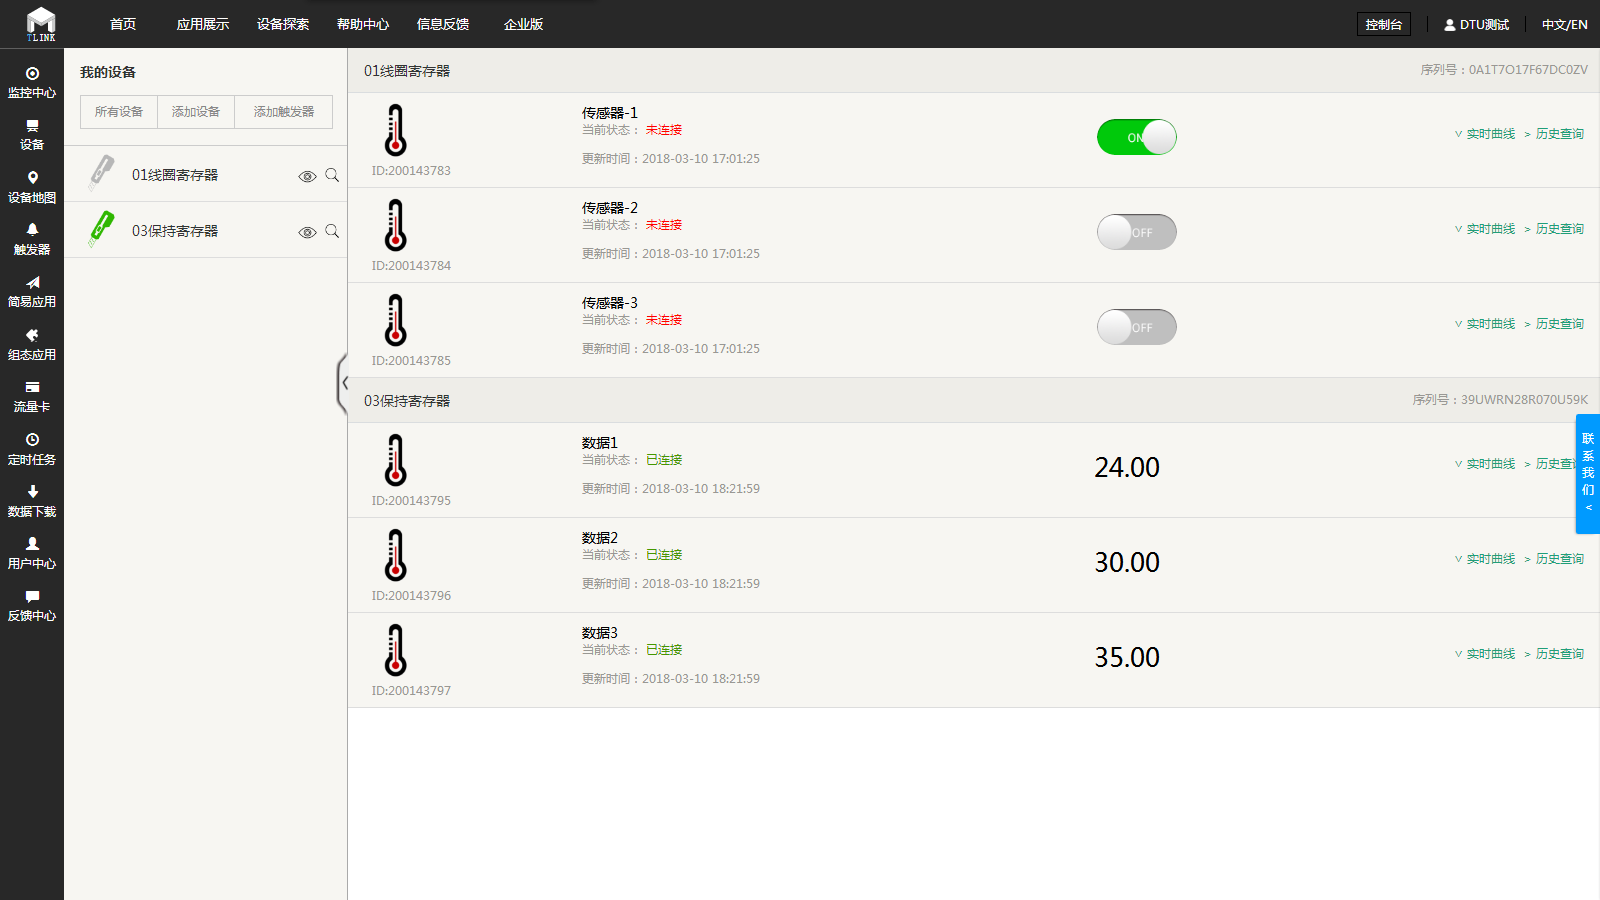 TLINK
首页 应用展示 设备探索 帮助中心 信息反馈 企业版 控制台 DTU测试 中文/EN
监控中心
设备
设备地图
触发器
简易应用
组态应用
流量卡
定时任务
数据下载
用户中心
反馈中心
我的设备
所有设备 添加设备 添加触发器
01线圈寄存器
03保持寄存器
01线圈寄存器 序列号：0A1T7O17F67DC0ZV
传感器-1
当前状态： 未连接
更新时间：2018-03-10 17:01:25
ID:200143783
ON
∨ 实时曲线 > 历史查询
传感器-2
当前状态： 未连接
更新时间：2018-03-10 17:01:25
ID:200143784
OFF
∨ 实时曲线 > 历史查询
传感器-3
当前状态： 未连接
更新时间：2018-03-10 17:01:25
ID:200143785
OFF
∨ 实时曲线 > 历史查询
03保持寄存器 序列号：39UWRN28R070U59K
数据1
当前状态： 已连接
更新时间：2018-03-10 18:21:59
ID:200143795
24.00
∨ 实时曲线 > 历史查
数据2
当前状态： 已连接
更新时间：2018-03-10 18:21:59
ID:200143796
30.00
∨ 实时曲线 > 历史查询
数据3
当前状态： 已连接
更新时间：2018-03-10 18:21:59
ID:200143797
35.00
∨ 实时曲线 > 历史查询
联
系
我
们
<